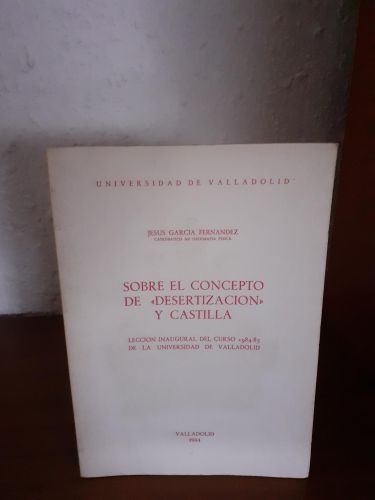 UNIVERSIDAD DE VALLADOLID
JESUS GARCIA FERNANDEZ
CATEDRATICO DE GEOGRAFIA FISICA
SOBRE EL CONCEPTO
DE «DESERTIZACION»
Y CASTILLA
LECCION INAUGURAL DEL CURSO 1984-85
DE LA UNIVERSIDAD DE VALLADOLID
VALLADOLID
1984